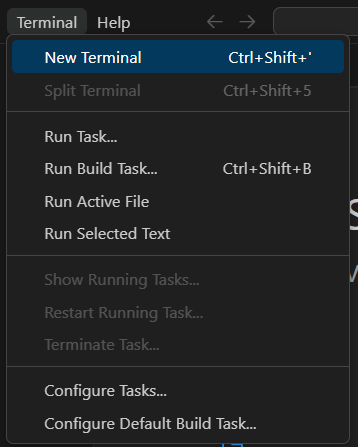 Terminal Help
New Terminal Ctrl+Shift+'
Split Terminal Ctrl+Shift+5
Run Task...
Run Build Task... Ctrl+Shift+B
Run Active File
Run Selected Text
Show Running Tasks...
Restart Running Task...
Terminate Task...
Configure Tasks...
Configure Default Build Task...